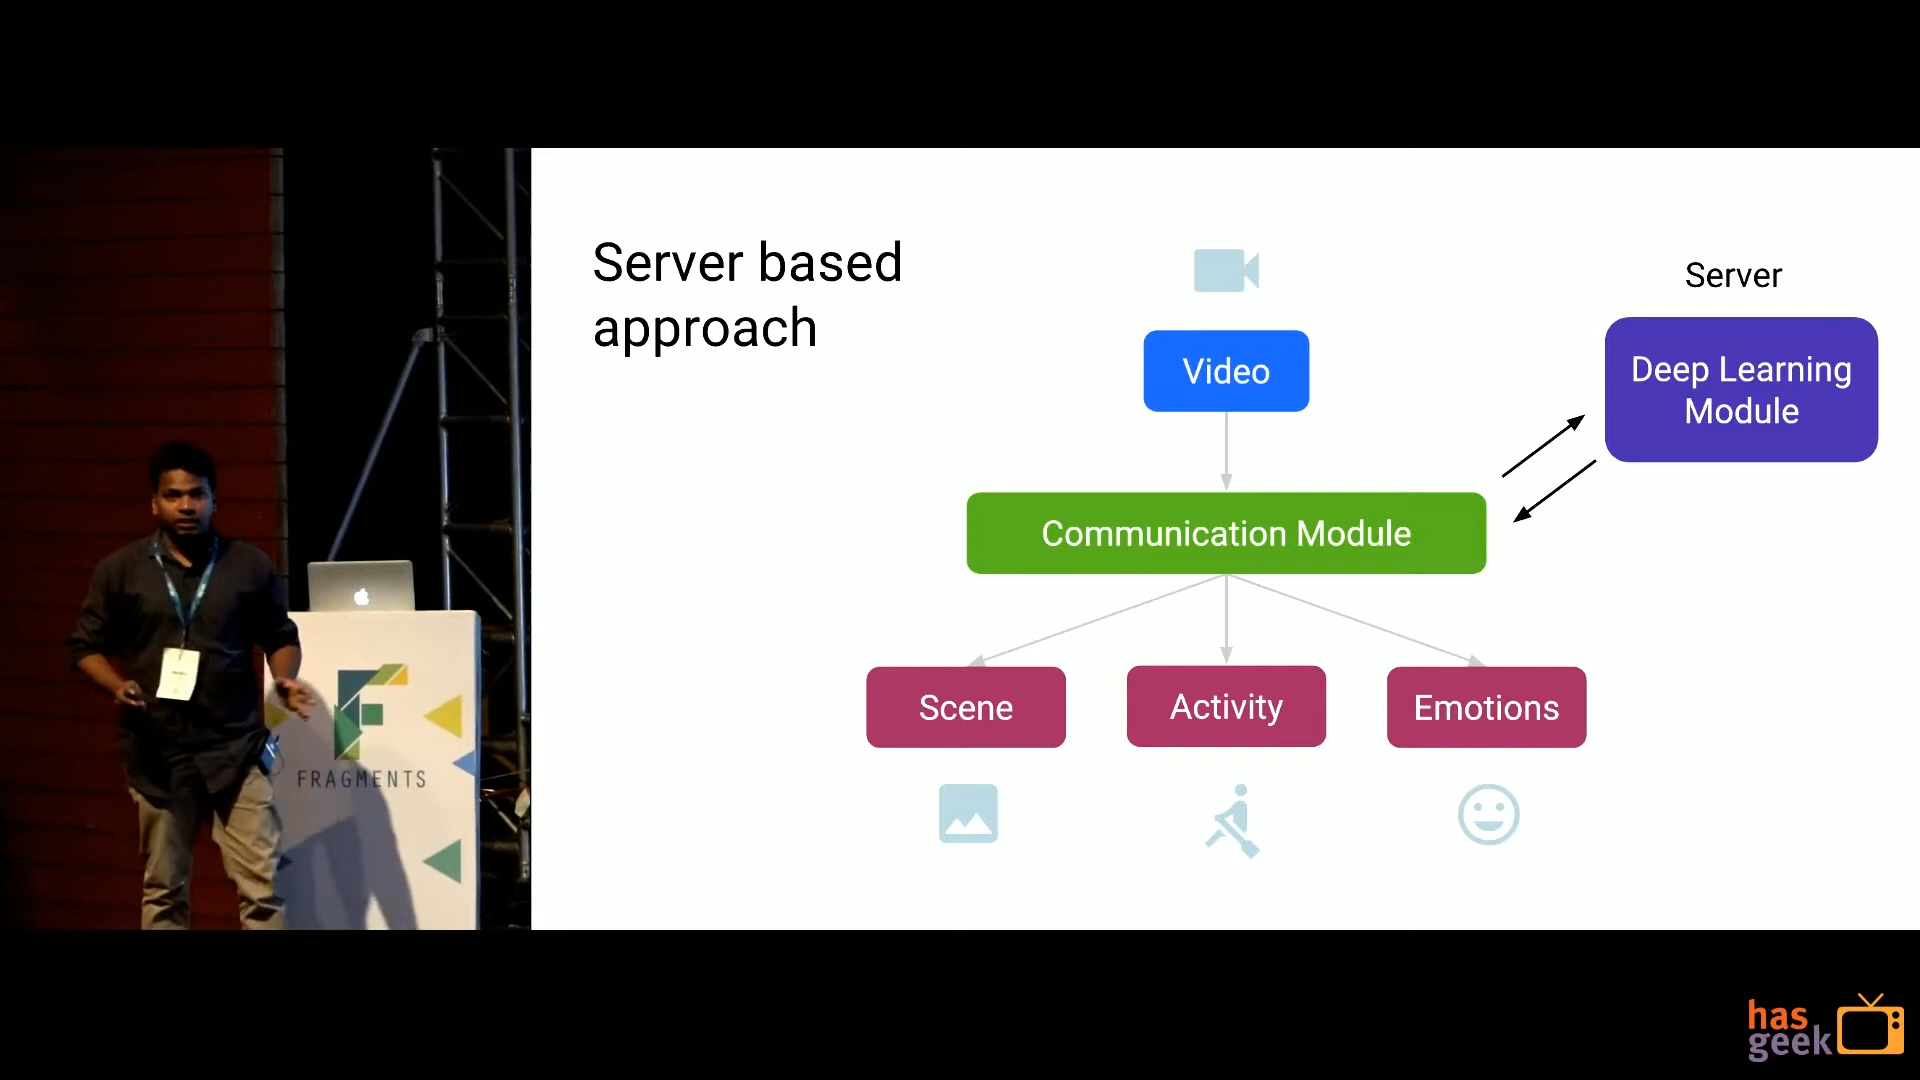 Server based
approach
Server
Video
Deep Learning
Module
Communication Module
Scene
Activity
Emotions
FRAGMENTS
has
geek